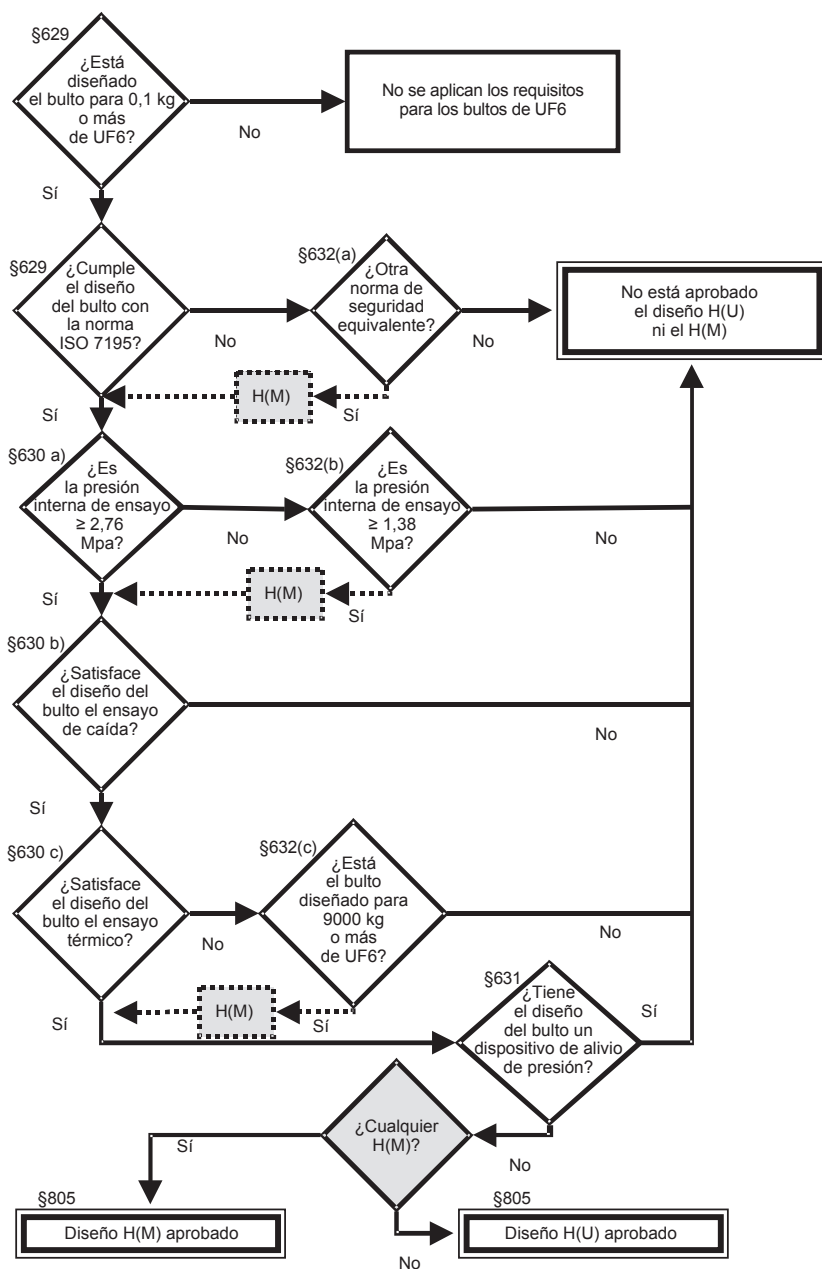 §629
¿Está
diseñado
el bulto para 0,1 kg
o más
de UF6?
No
No se aplican los requisitos
para los bultos de UF6
Sí
§629
¿Cumple
el diseño
del bulto con
la norma
ISO 7195?
No
§632(a)
¿Otra
norma de
seguridad
equivalente?
No
No está aprobado
el diseño H(U)
ni el H(M)
H(M)
Sí
Sí
§630 a)
¿Es
la presión
interna de ensayo
≥ 2,76
Mpa?
No
§632(b)
¿Es
la presión
interna de ensayo
≥ 1,38
Mpa?
No
H(M)
Sí
Sí
§630 b)
¿Satisface
el diseño del
bulto el ensayo
de caída?
No
Sí
§630 c)
¿Satisface
el diseño del
bulto el ensayo
térmico?
No
§632(c)
¿Está
el bulto
diseñado para
9000 kg
o más
de UF6?
No
H(M)
Sí
Sí
§631
¿Tiene
el diseño
del bulto un
dispositivo de alivio
de presión?
Sí
No
¿Cualquier
H(M)?
Sí
§805
Diseño H(M) aprobado
No
§805
Diseño H(U) aprobado